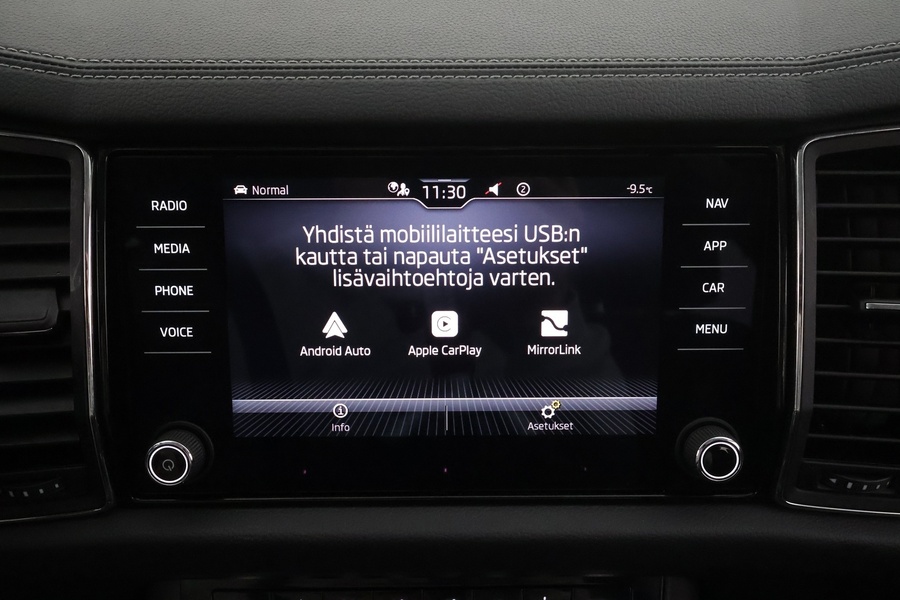 RADIO
MEDIA
PHONE
VOICE
Normal
11:30
2
-9.5°C
Yhdistä mobiililaitteesi USB:n
kautta tai napauta "Asetukset"
lisävaihtoehtoja varten.
Android Auto
Apple CarPlay
MirrorLink
Info
Asetukset
NAV
APP
CAR
MENU